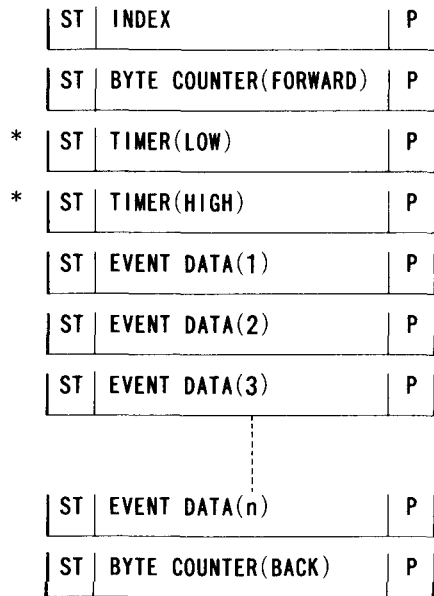 ST INDEX P
ST BYTE COUNTER(FORWARD) P
* ST TIMER(LOW) P
* ST TIMER(HIGH) P
ST EVENT DATA(1) P
ST EVENT DATA(2) P
ST EVENT DATA(3) P
ST EVENT DATA(n) P
ST BYTE COUNTER(BACK) P